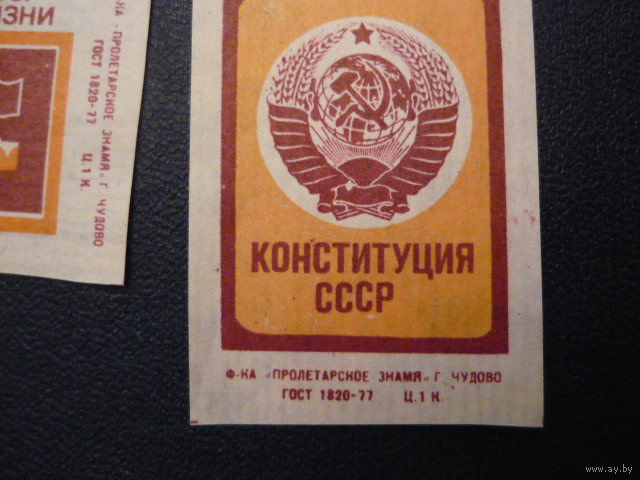 ЗНИ
Ф-КА "ПРОЛЕТАРСКОЕ ЗНАМЯ" Г. ЧУДОВО
ГОСТ 1820-77 Ц. 1 К.
КОНСТИТУЦИЯ
СССР
Ф-КА "ПРОЛЕТАРСКОЕ ЗНАМЯ" Г. ЧУДОВО
ГОСТ 1820-77 Ц. 1 К.
www.ay.by